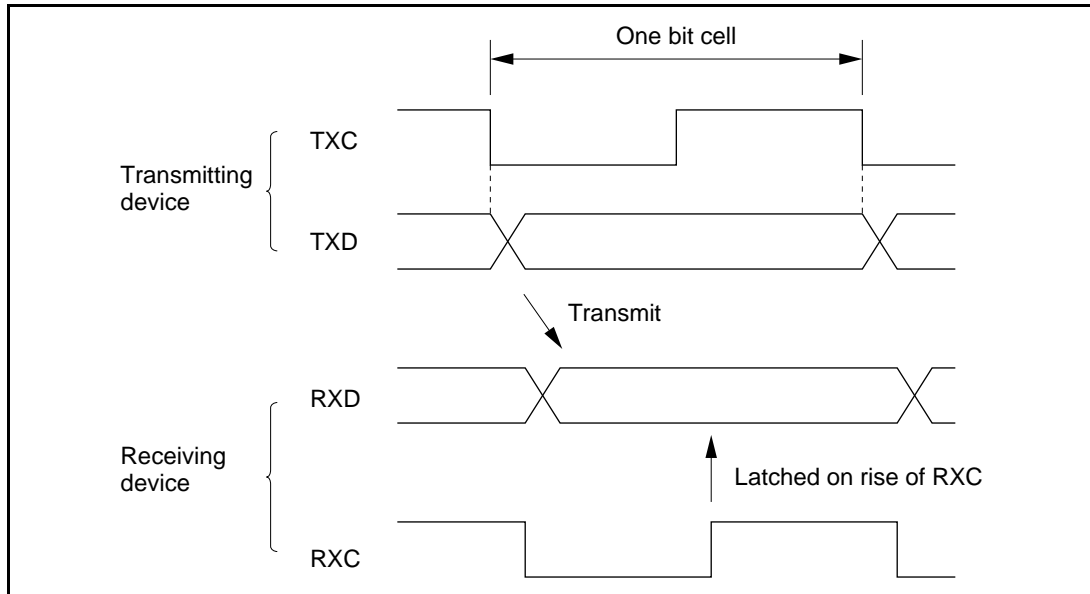 One bit cell
TXC
Transmitting
device
TXD
Transmit
RXD
Receiving
device
Latched on rise of RXC
RXC